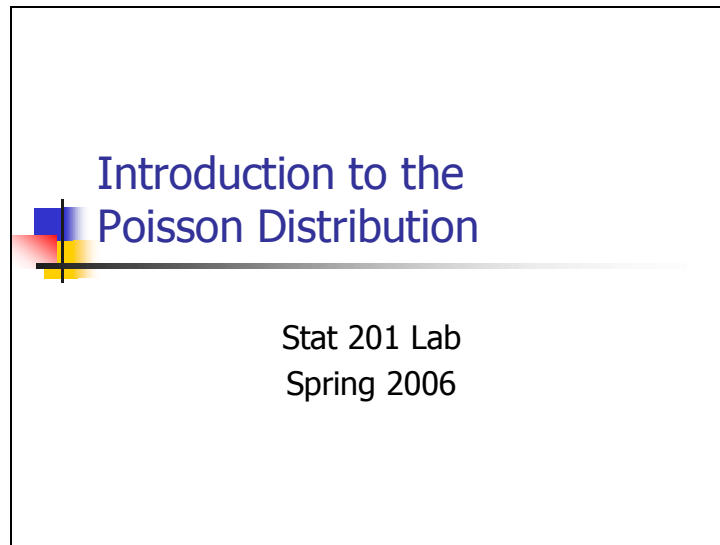 Introduction to the
Poisson Distribution
Stat 201 Lab
Spring 2006